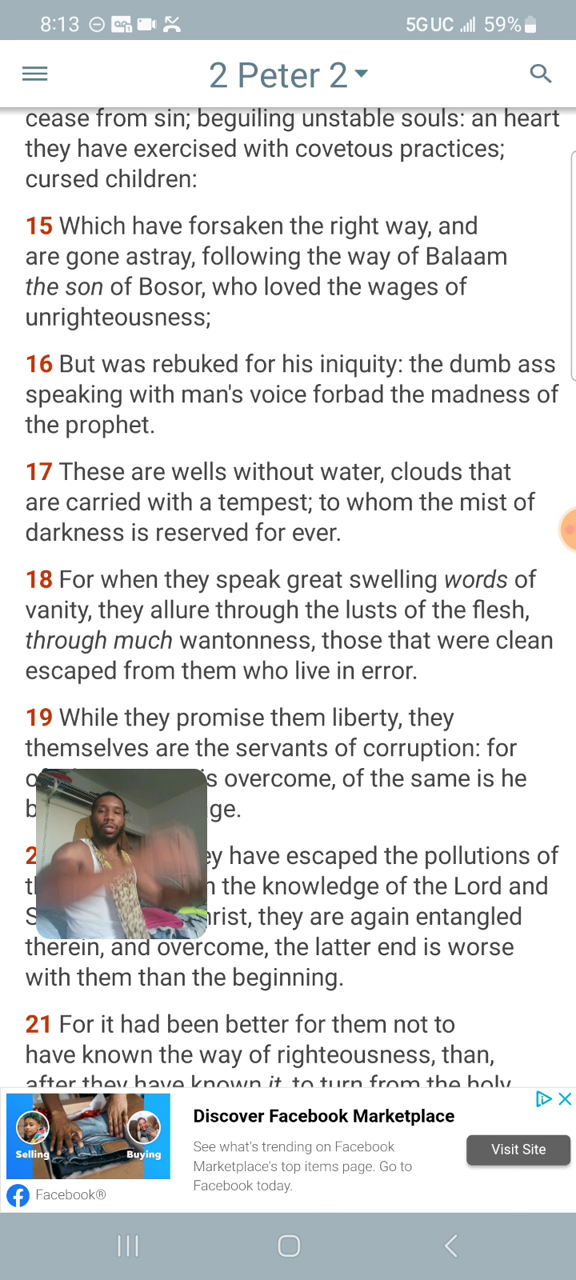 8:13
5G UC 59%
2 Peter 2
cease from sin; beguiling unstable souls: an heart
they have exercised with covetous practices;
cursed children:
15 Which have forsaken the right way, and
are gone astray, following the way of Balaam
the son of Bosor, who loved the wages of
unrighteousness;
16 But was rebuked for his iniquity: the dumb ass
speaking with man's voice forbad the madness of
the prophet.
17 These are wells without water, clouds that
are carried with a tempest; to whom the mist of
darkness is reserved for ever.
18 For when they speak great swelling words of
vanity, they allure through the lusts of the flesh,
through much wantonness, those that were clean
escaped from them who live in error.
19 While they promise them liberty, they
themselves are the servants of corruption: for
s overcome, of the same is he
ge.
ey have escaped the pollutions of
the knowledge of the Lord and
they are again entangled
therein, and overcome, the latter end is worse
with them than the beginning.
21 For it had been better for them not to
have known the way of righteousness, than,
after they have known it, to turn from the holy
Discover Facebook Marketplace
See what's trending on Facebook
Marketplace's top items page. Go to
Facebook today.
Visit Site
Selling
Buying
Facebook®